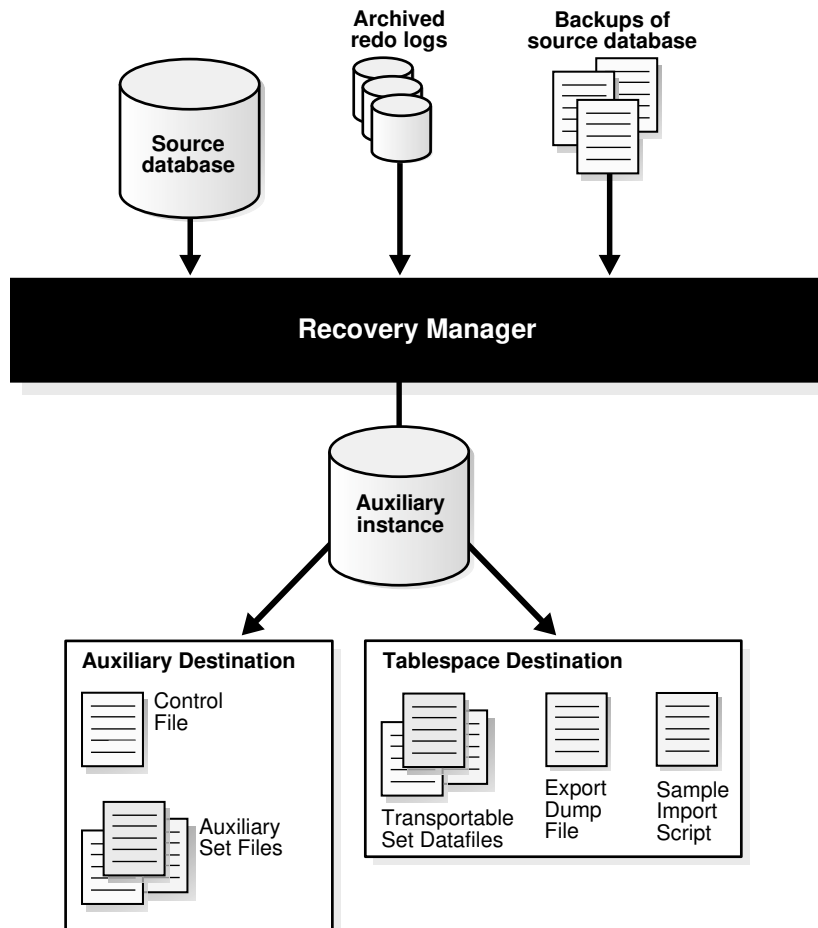 Archived
redo logs
Backups of
source database
Source
database
Recovery Manager
Auxiliary
instance
Auxiliary Destination
Control
File
Auxiliary
Set Files
Tablespace Destination
Transportable
Set Datafiles
Export
Dump
File
Sample
Import
Script